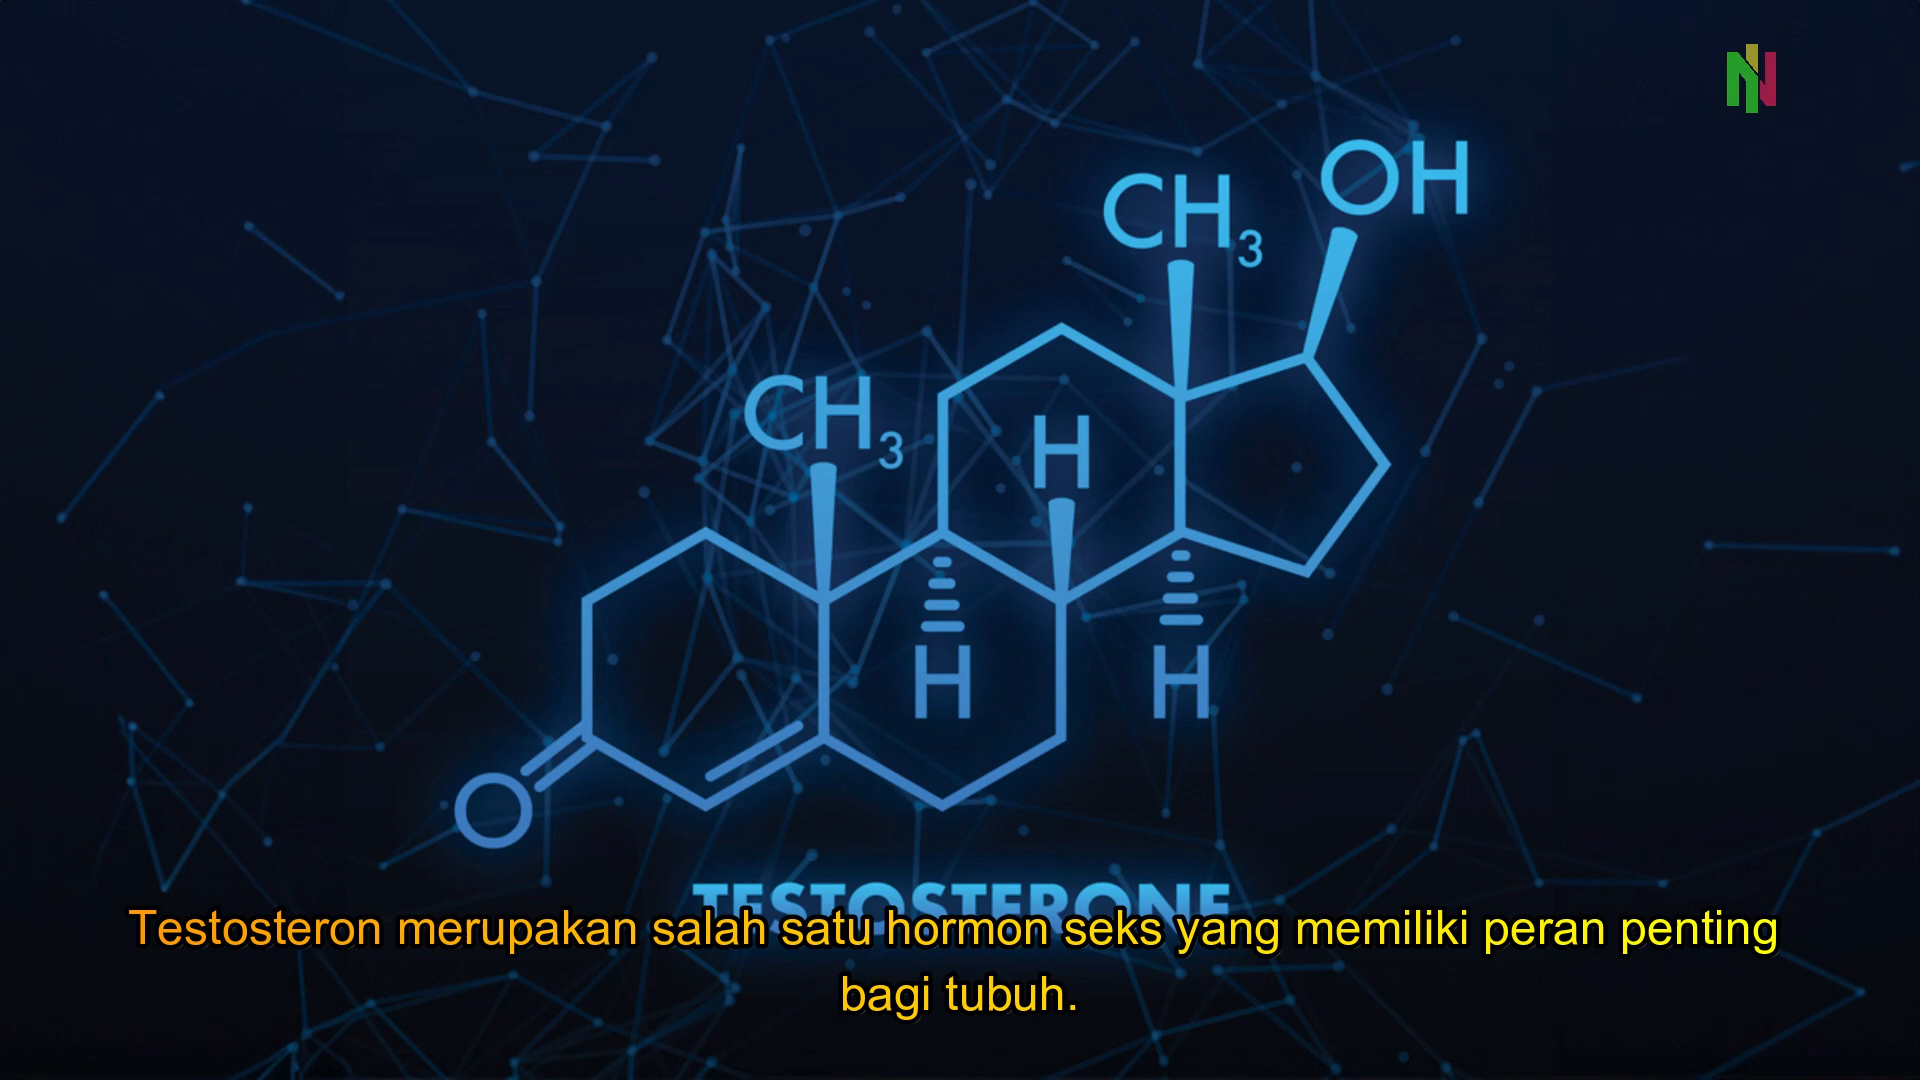 OH
CH3
CH3
H
H
H
O
TESTOSTERONE
Testosteron merupakan salah satu hormon seks yang memiliki peran penting
bagi tubuh.